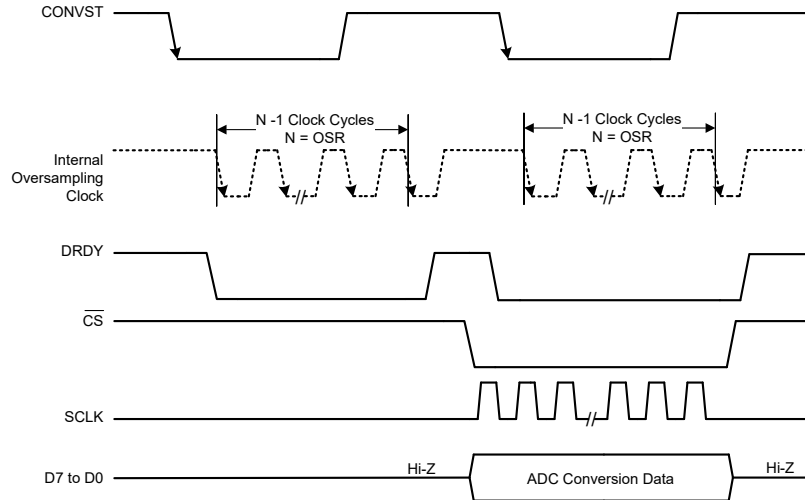 CONVST
N -1 Clock Cycles
N = OSR
N -1 Clock Cycles
N = OSR
Internal
Oversampling
Clock
//
//
DRDY
CS
SCLK
//
D7 to D0
Hi-Z
ADC Conversion Data
Hi-Z